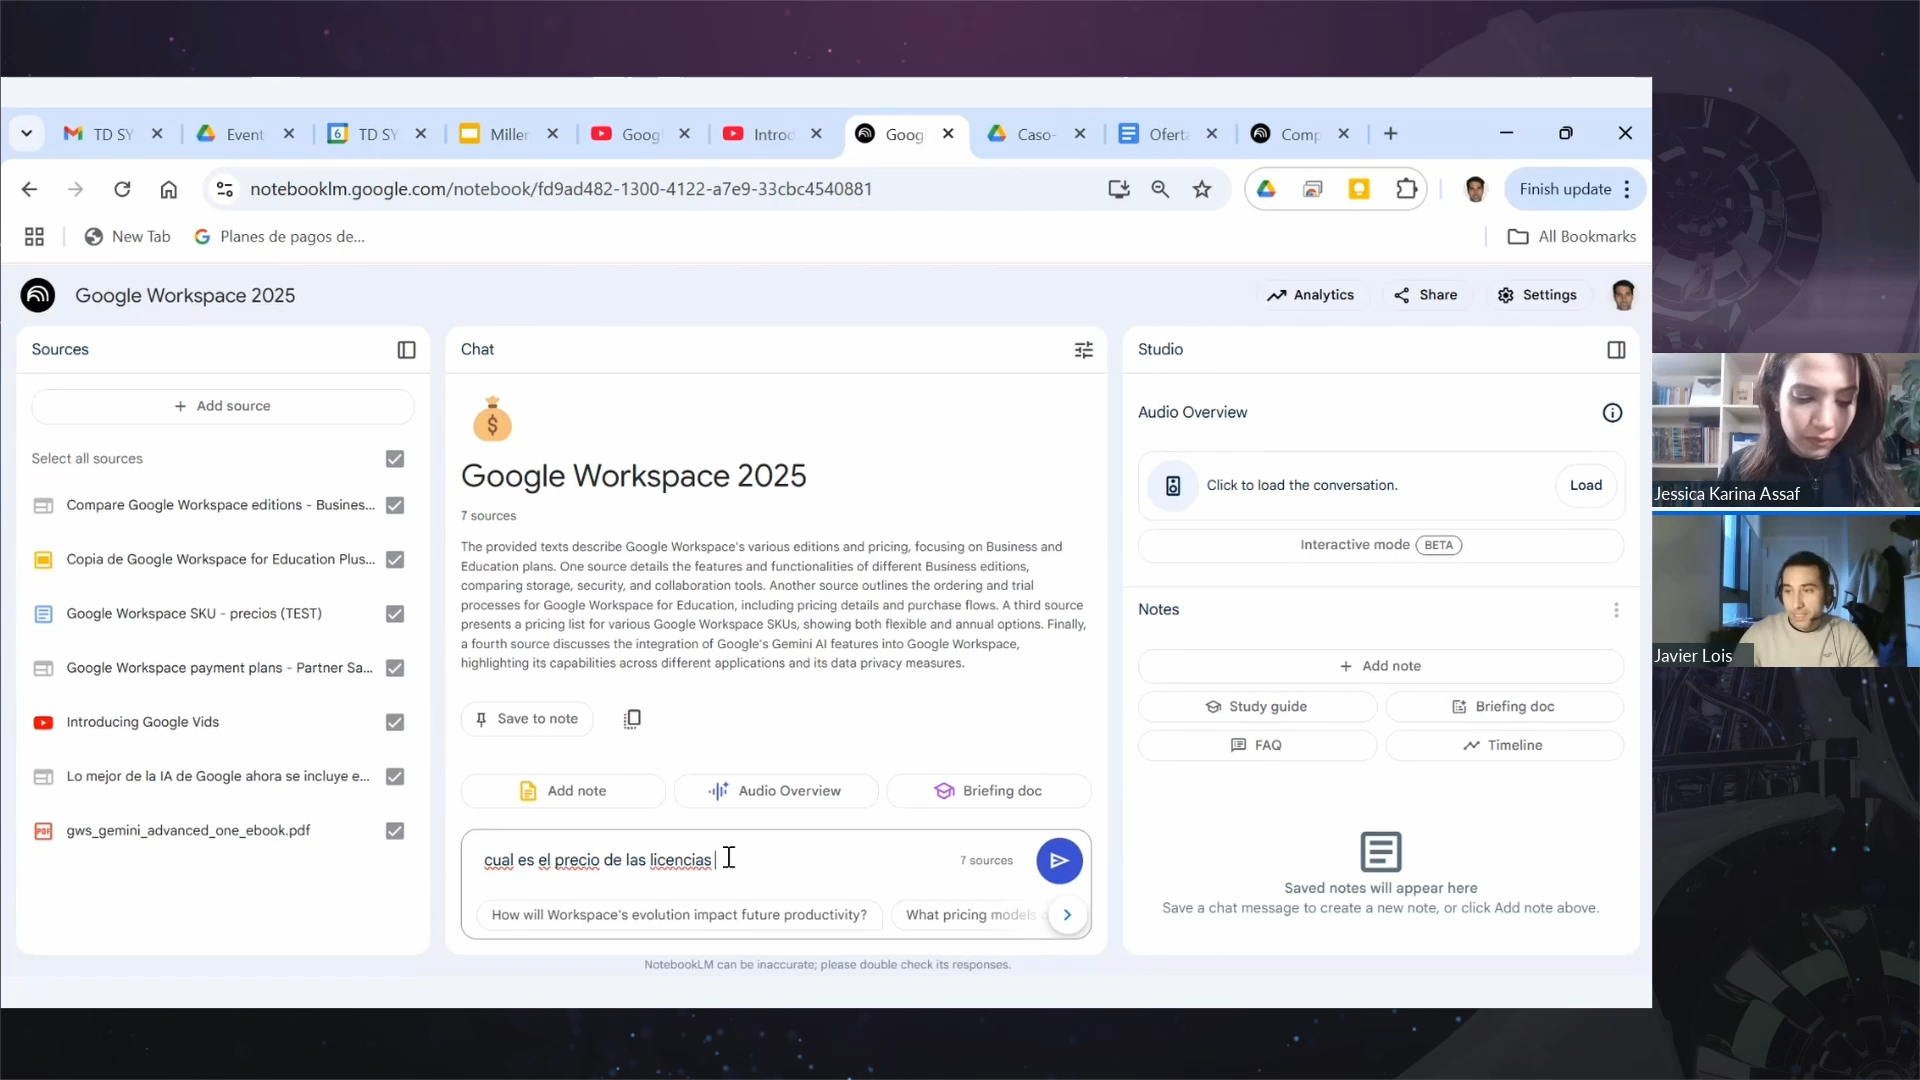 TD SY
Event
TD SY
Miller
Goog
Introd
Goog
Caso-
Ofert
Comp
notebooklm.google.com/notebook/fd9ad482-1300-4122-a7e9-33cbc4540881
Finish update
New Tab
Planes de pagos de...
All Bookmarks
Google Workspace 2025
Analytics
Share
Settings
Sources
Add source
Select all sources
Compare Google Workspace editions - Busines...
Copia de Google Workspace for Education Plus...
Google Workspace SKU - precios (TEST)
Google Workspace payment plans - Partner Sa...
Introducing Google Vids
Lo mejor de la IA de Google ahora se incluye e...
PDF gws_gemini_advanced_one_ebook.pdf
Chat
Google Workspace 2025
7 sources
The provided texts describe Google Workspace's various editions and pricing, focusing on Business and
Education plans. One source details the features and functionalities of different Business editions,
comparing storage, security, and collaboration tools. Another source outlines the ordering and trial
processes for Google Workspace for Education, including pricing details and purchase flows. A third source
presents a pricing list for various Google Workspace SKUs, showing both flexible and annual options. Finally,
a fourth source discusses the integration of Google's Gemini AI features into Google Workspace,
highlighting its capabilities across different applications and its data privacy measures.
Save to note
Add note
Audio Overview
Briefing doc
cual es el precio de las licencias
7 sources
How will Workspace's evolution impact future productivity?
What pricing models
NotebookLM can be inaccurate; please double check its responses.
Studio
Audio Overview
Click to load the conversation.
Load
Interactive mode BETA
Notes
Add note
Study guide
Briefing doc
FAQ
Timeline
Saved notes will appear here
Save a chat message to create a new note, or click Add note above.
Jessica Karina Assaf
Javier Lois